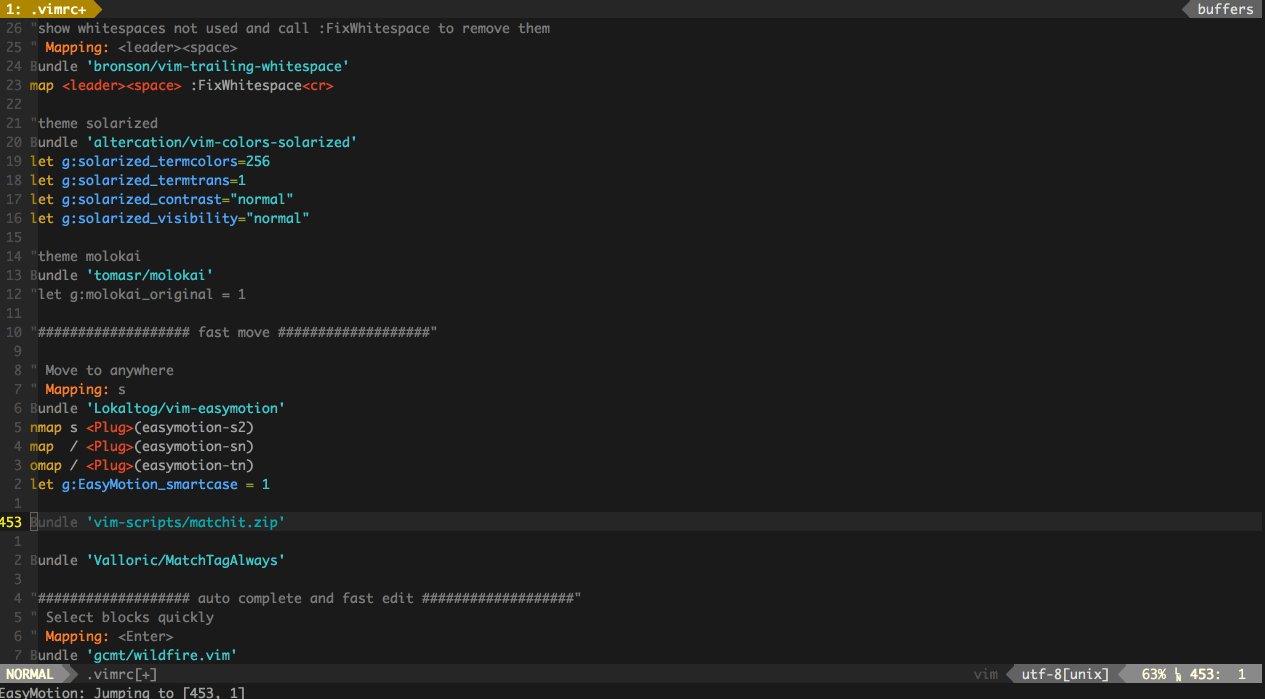 1: .vimrc+ buffers
26 "show whitespaces not used and call :FixWhitespace to remove them
25 " Mapping: <leader><space>
24 Bundle 'bronson/vim-trailing-whitespace'
23 map <leader><space> :FixWhitespace<cr>
22
21 "theme solarized
20 Bundle 'altercation/vim-colors-solarized'
19 let g:solarized_termcolors=256
18 let g:solarized_termtrans=1
17 let g:solarized_contrast="normal"
16 let g:solarized_visibility="normal"
15
14 "theme molokai
13 Bundle 'tomasr/molokai'
12 "let g:molokai_original = 1
11
10 "################### fast move ###################"
9
8 " Move to anywhere
7 " Mapping: s
6 Bundle 'Lokaltog/vim-easymotion'
5 nmap s <Plug>(easymotion-s2)
4 map  / <Plug>(easymotion-sn)
3 omap / <Plug>(easymotion-tn)
2 let g:EasyMotion_smartcase = 1
1
453 Bundle 'vim-scripts/matchit.zip'
1
2 Bundle 'Valloric/MatchTagAlways'
3
4 "################### auto complete and fast edit ###################"
5 " Select blocks quickly
6 " Mapping: <Enter>
7 Bundle 'gcmt/wildfire.vim'
NORMAL .vimrc[+] vim utf-8[unix] 63% 453: 1
EasyMotion: Jumping to [453, 1]